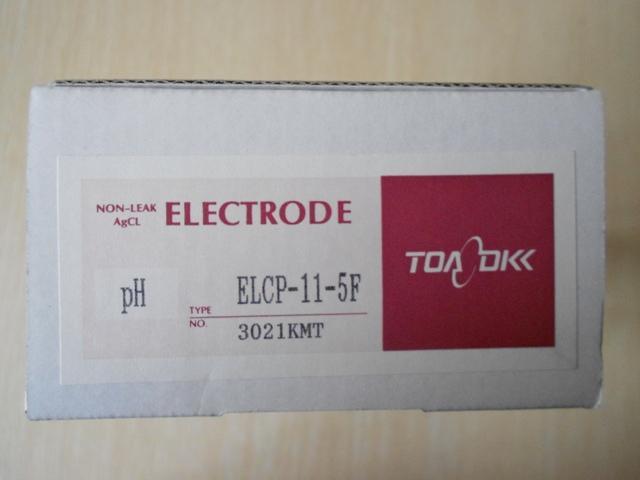 NON-LEAK
AgCL
ELECTRODE
TOA DKK
pH
TYPE
ELCP-11-5F
NO.
3021KMT